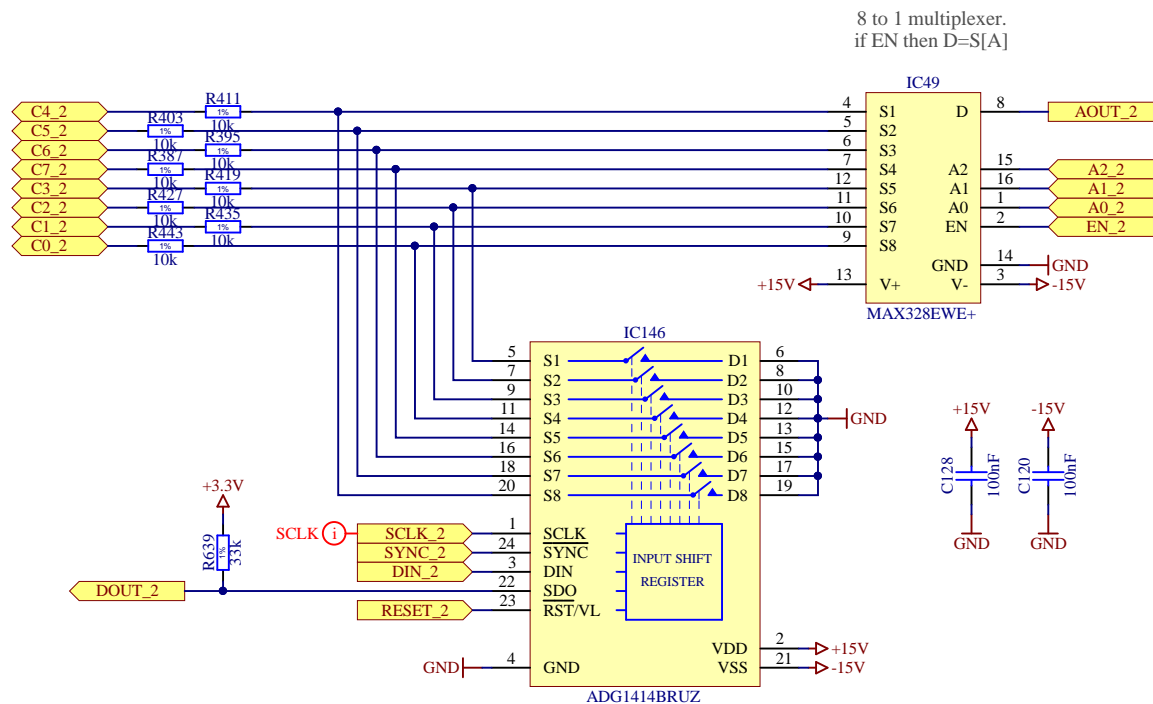 8 to 1 multiplexer.
if EN then D=S[A]
IC49
C4_2 R411 1% 10k 4 S1 D 8 AOUT_2
C5_2 R403 1% 10k 5 S2
C6_2 R395 1% 10k 6 S3
C7_2 R387 1% 10k 7 S4 A2 15 A2_2
C3_2 R419 1% 10k 12 S5 A1 16 A1_2
C2_2 R427 1% 10k 11 S6 A0 1 A0_2
C1_2 R435 1% 10k 10 S7 EN 2 EN_2
C0_2 R443 1% 10k 9 S8
GND 14 GND
+15V 13 V+ V- 3 -15V
MAX328EWE+
IC146
5 S1 D1 6
7 S2 D2 8
9 S3 D3 10
11 S4 D4 12 GND
14 S5 D5 13
16 S6 D6 15
18 S7 D7 17
20 S8 D8 19
+15V -15V
C128 100nF C120 100nF
GND GND
+3.3V
R639 1% 33k
SCLK i SCLK_2 1 SCLK
SYNC_2 24 SYNC
DIN_2 3 DIN
DOUT_2 22 SDO
RESET_2 23 RST/VL
INPUT SHIFT
REGISTER
VDD 2 +15V
GND 4 GND VSS 21 -15V
ADG1414BRUZ